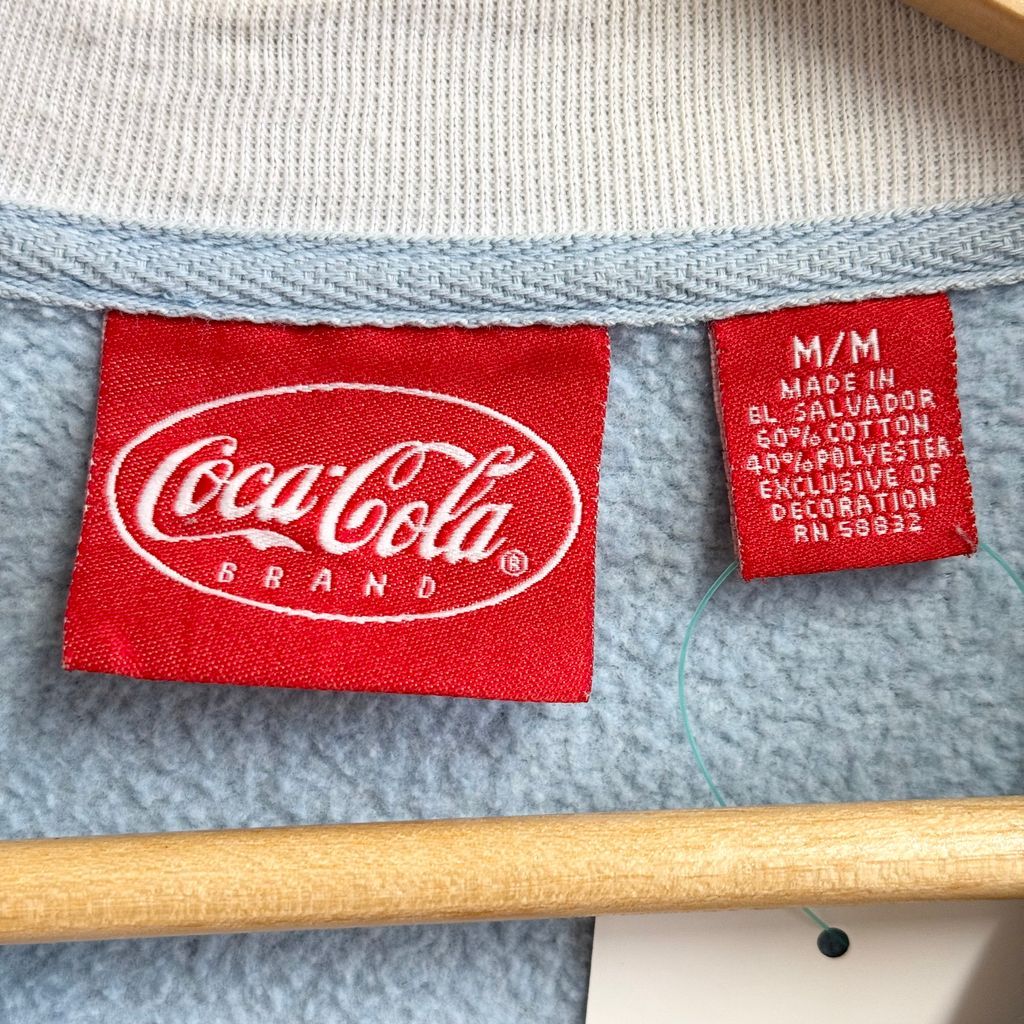 Coca-Cola
®
BRAND
M/M
MADE IN
EL SALVADOR
60% COTTON
40% POLYESTER
EXCLUSIVE OF
DECORATION
RN 58832